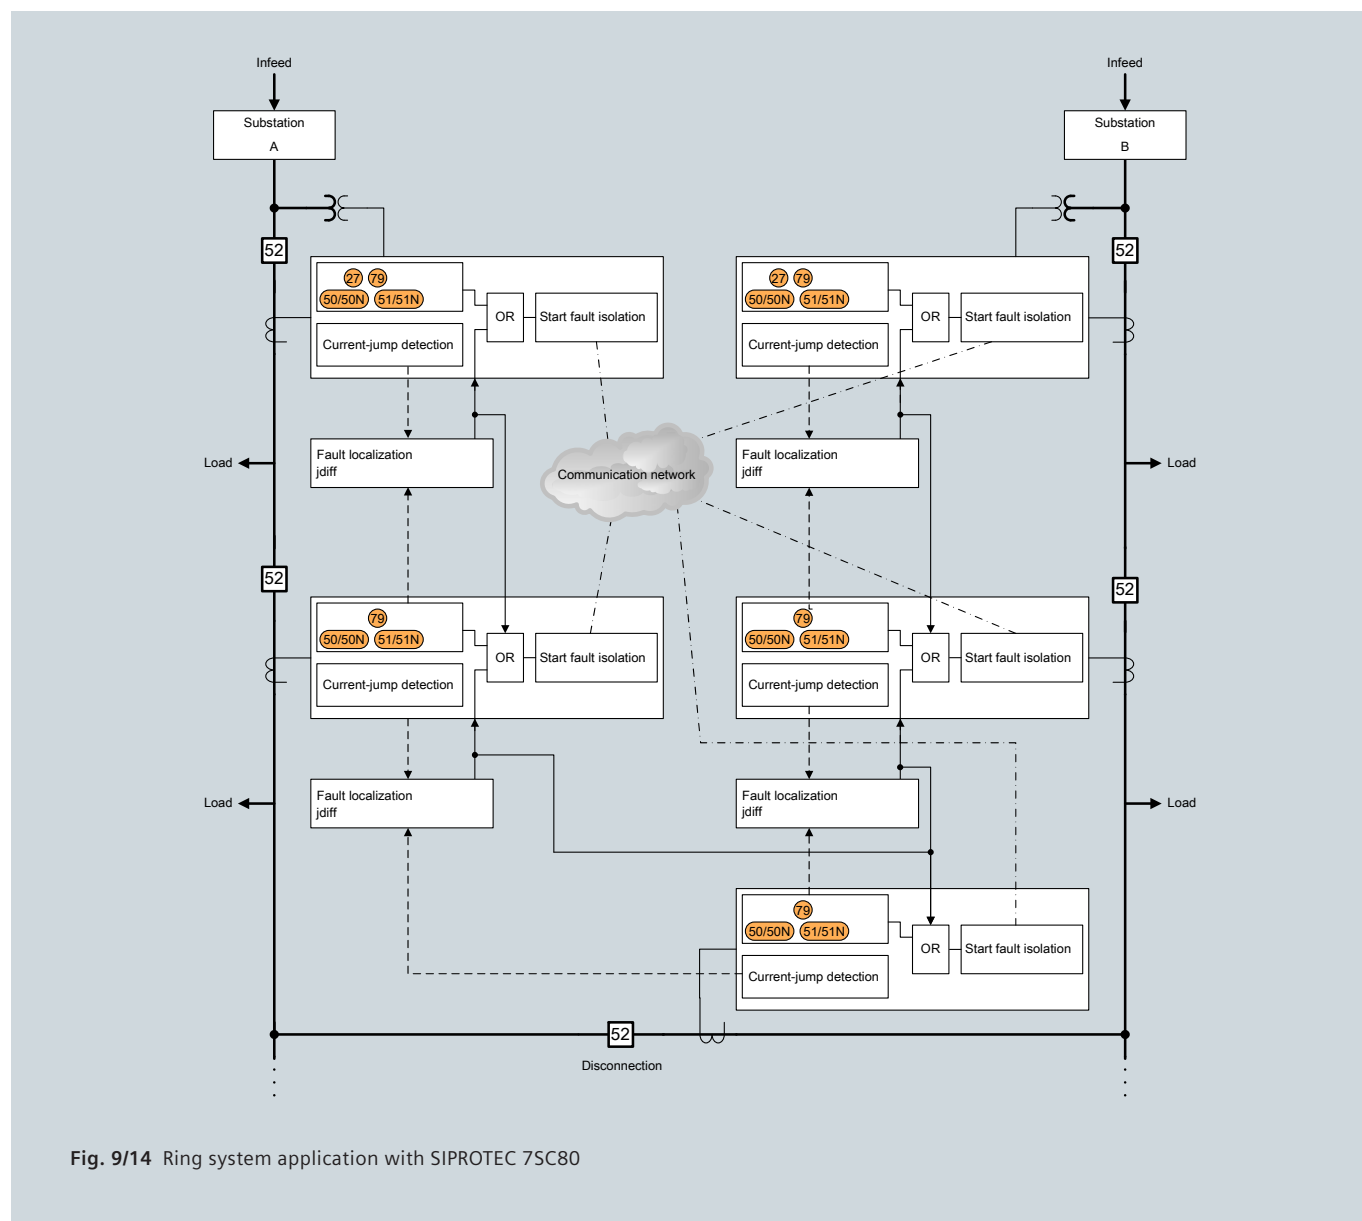 Infeed
Infeed
Substation
A
Substation
B
52
52
27 79
50/50N 51/51N
OR
Start fault isolation
Current-jump detection
27 79
50/50N 51/51N
OR
Start fault isolation
Current-jump detection
Load
Fault localization
jdiff
Communication network
Fault localization
jdiff
Load
52
52
79
50/50N 51/51N
OR
Start fault isolation
Current-jump detection
79
50/50N 51/51N
OR
Start fault isolation
Current-jump detection
Load
Fault localization
jdiff
Fault localization
jdiff
Load
79
50/50N 51/51N
OR
Start fault isolation
Current-jump detection
52
Disconnection
Fig. 9/14 Ring system application with SIPROTEC 7SC80